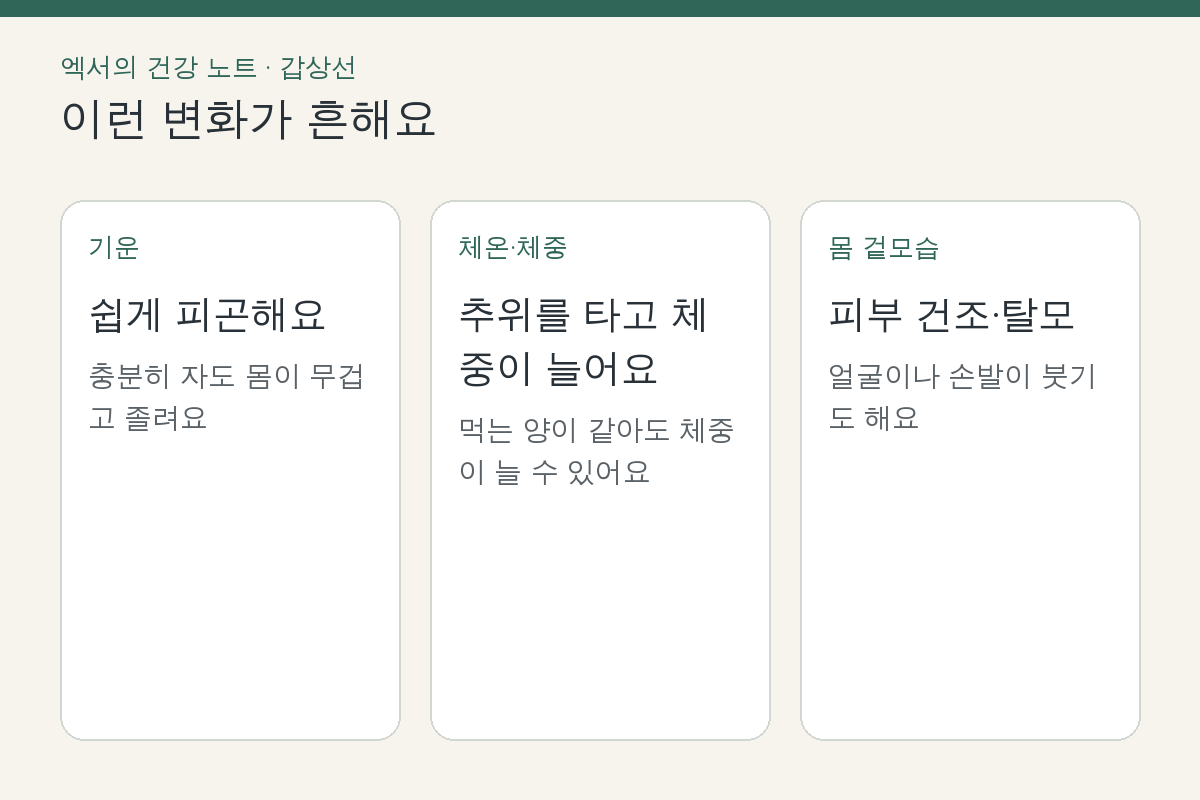 엑서의 건강 노트 · 갑상선
이런 변화가 흔해요
기운
쉽게 피곤해요
충분히 자도 몸이 무겁
고 졸려요
체온·체중
추위를 타고 체
중이 늘어요
먹는 양이 같아도 체중
이 늘 수 있어요
몸 겉모습
피부 건조·탈모
얼굴이나 손발이 붓기
도 해요